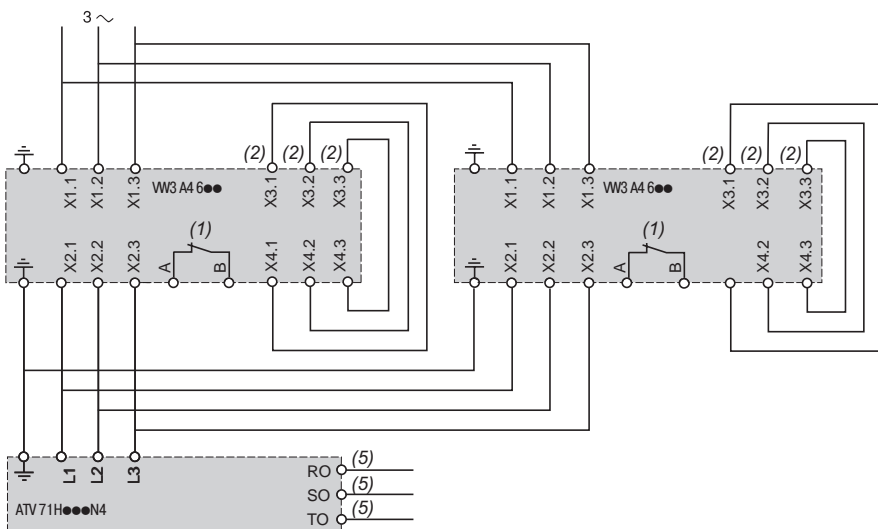 3 ~
(2) (2) (2)
X1.1 X1.2 X1.3 VW3 A4 6●● X3.1 X3.2 X3.3
(1)
X2.1 X2.2 X2.3 A B X4.1 X4.2 X4.3
(2) (2) (2)
X1.1 X1.2 X1.3 VW3 A4 6●● X3.1 X3.2 X3.3
(1)
X2.1 X2.2 X2.3 A B X4.2 X4.3
L1 L2 L3
ATV 71H●●●N4
RO (5)
SO (5)
TO (5)